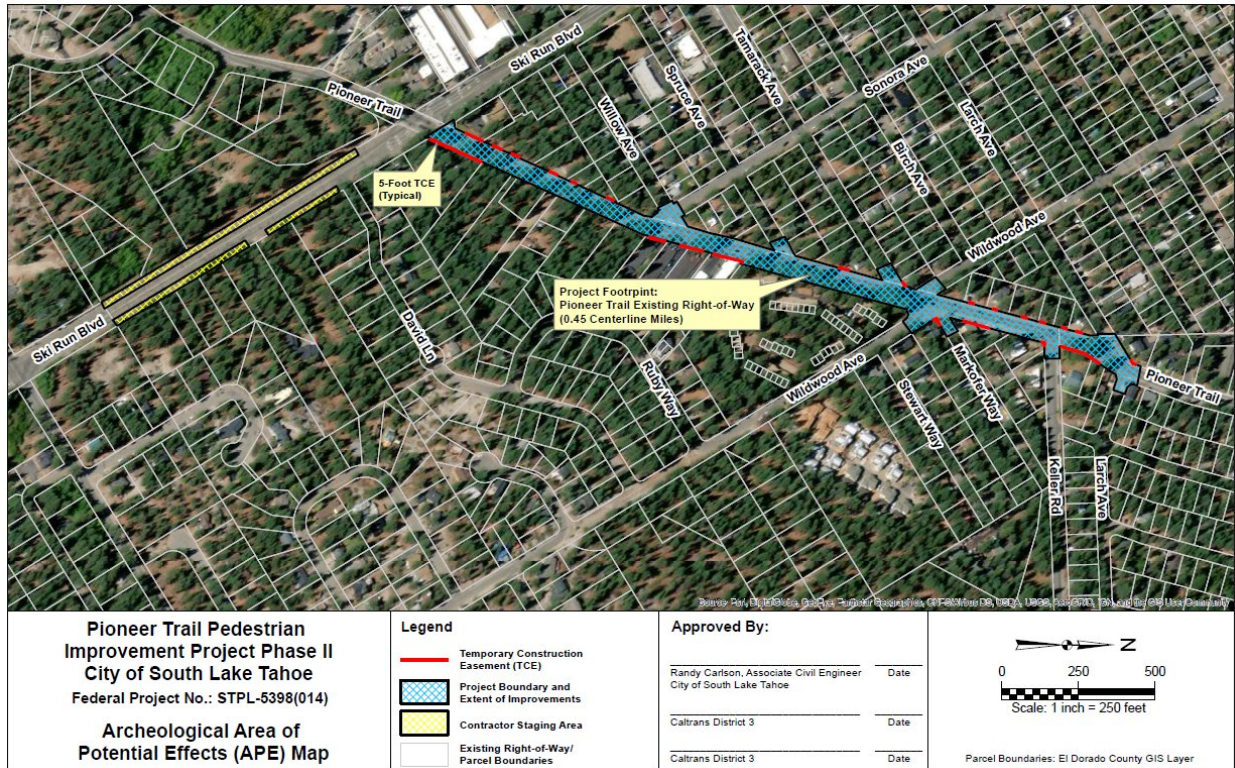 Ski Run Blvd
Pioneer Trail
Willow Ave
Spruce Ave
Tamarack Ave
Sonora Ave
Larch Ave
Birch Ave
Wildwood Ave
5-Foot TCE
(Typical)
Project Footprint:
Pioneer Trail Existing Right-of-Way
(0.45 Centerline Miles)
Ski Run Blvd
David Ln
Ruby Way
Wildwood Ave
Stewart Way
Markofer Way
Pioneer Trail
Keller Rd
Larch Ave
Pioneer Trail Pedestrian
Improvement Project Phase II
City of South Lake Tahoe
Federal Project No.: STPL-5398(014)
Archeological Area of
Potential Effects (APE) Map
Legend
Temporary Construction
Easement (TCE)
Project Boundary and
Extent of Improvements
Contractor Staging Area
Existing Right-of-Way/
Parcel Boundaries
Approved By:
Randy Carlson, Associate Civil Engineer
Date
City of South Lake Tahoe
Caltrans District 3
Date
Caltrans District 3
Date
N
0 250 500
Scale: 1 inch = 250 feet
Parcel Boundaries: El Dorado County GIS Layer